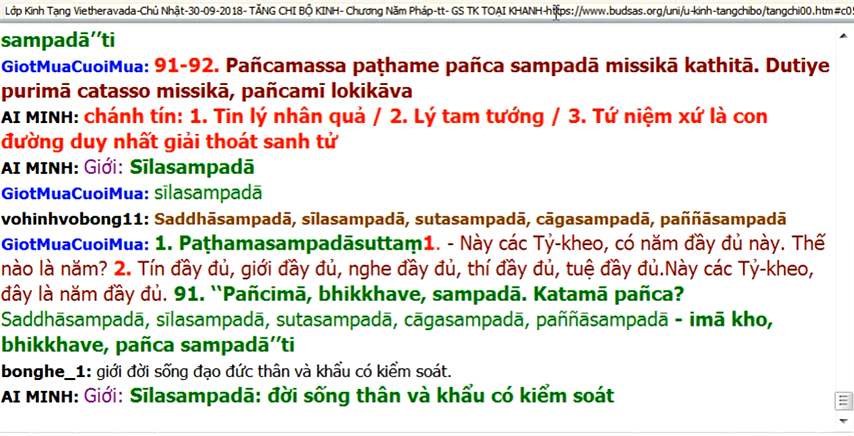 Lớp Kinh Tạng Vietheravada-Chủ Nhật-30-09-2018- TĂNG CHI BỘ KINH- Chương Năm Pháp-tt- GS TK TOẠI KHANH-https://www.budsas.org/uni/u-kinh-tangchibo/tangchi00.htm#c05
sampadā’’ti
GiotMuaCuoiMua: 91-92. Pañcamassa paṭhame pañca sampadā missikā kathitā. Dutiye
purimā catasso missikā, pañcamī lokikāva
AI MINH: chánh tín: 1. Tin lý nhân quả / 2. Lý tam tướng / 3. Tứ niệm xứ là con
đường duy nhất giải thoát sanh tử
AI MINH: Giới: Sīlasampadā
GiotMuaCuoiMua: sīlasampadā
vohinhvobong11: Saddhāsampadā, sīlasampadā, sutasampadā, cāgasampadā, paññāsampadā
GiotMuaCuoiMua: 1. Paṭhamasampadāsuttaṃ1. - Này các Tỷ-kheo, có năm đầy đủ này. Thế
nào là năm? 2. Tín đầy đủ, giới đầy đủ, nghe đầy đủ, thí đầy đủ, tuệ đầy đủ.Này các Tỷ-kheo,
đây là năm đầy đủ. 91. ‘‘Pañcimā, bhikkhave, sampadā. Katamā pañca?
Saddhāsampadā, sīlasampadā, sutasampadā, cāgasampadā, paññāsampadā - imā kho,
bhikkhave, pañca sampadā’’ti
bonghe_1: giới đời sống đạo đức thân và khẩu có kiểm soát.
AI MINH: Giới: Sīlasampadā: đời sống thân và khẩu có kiểm soát